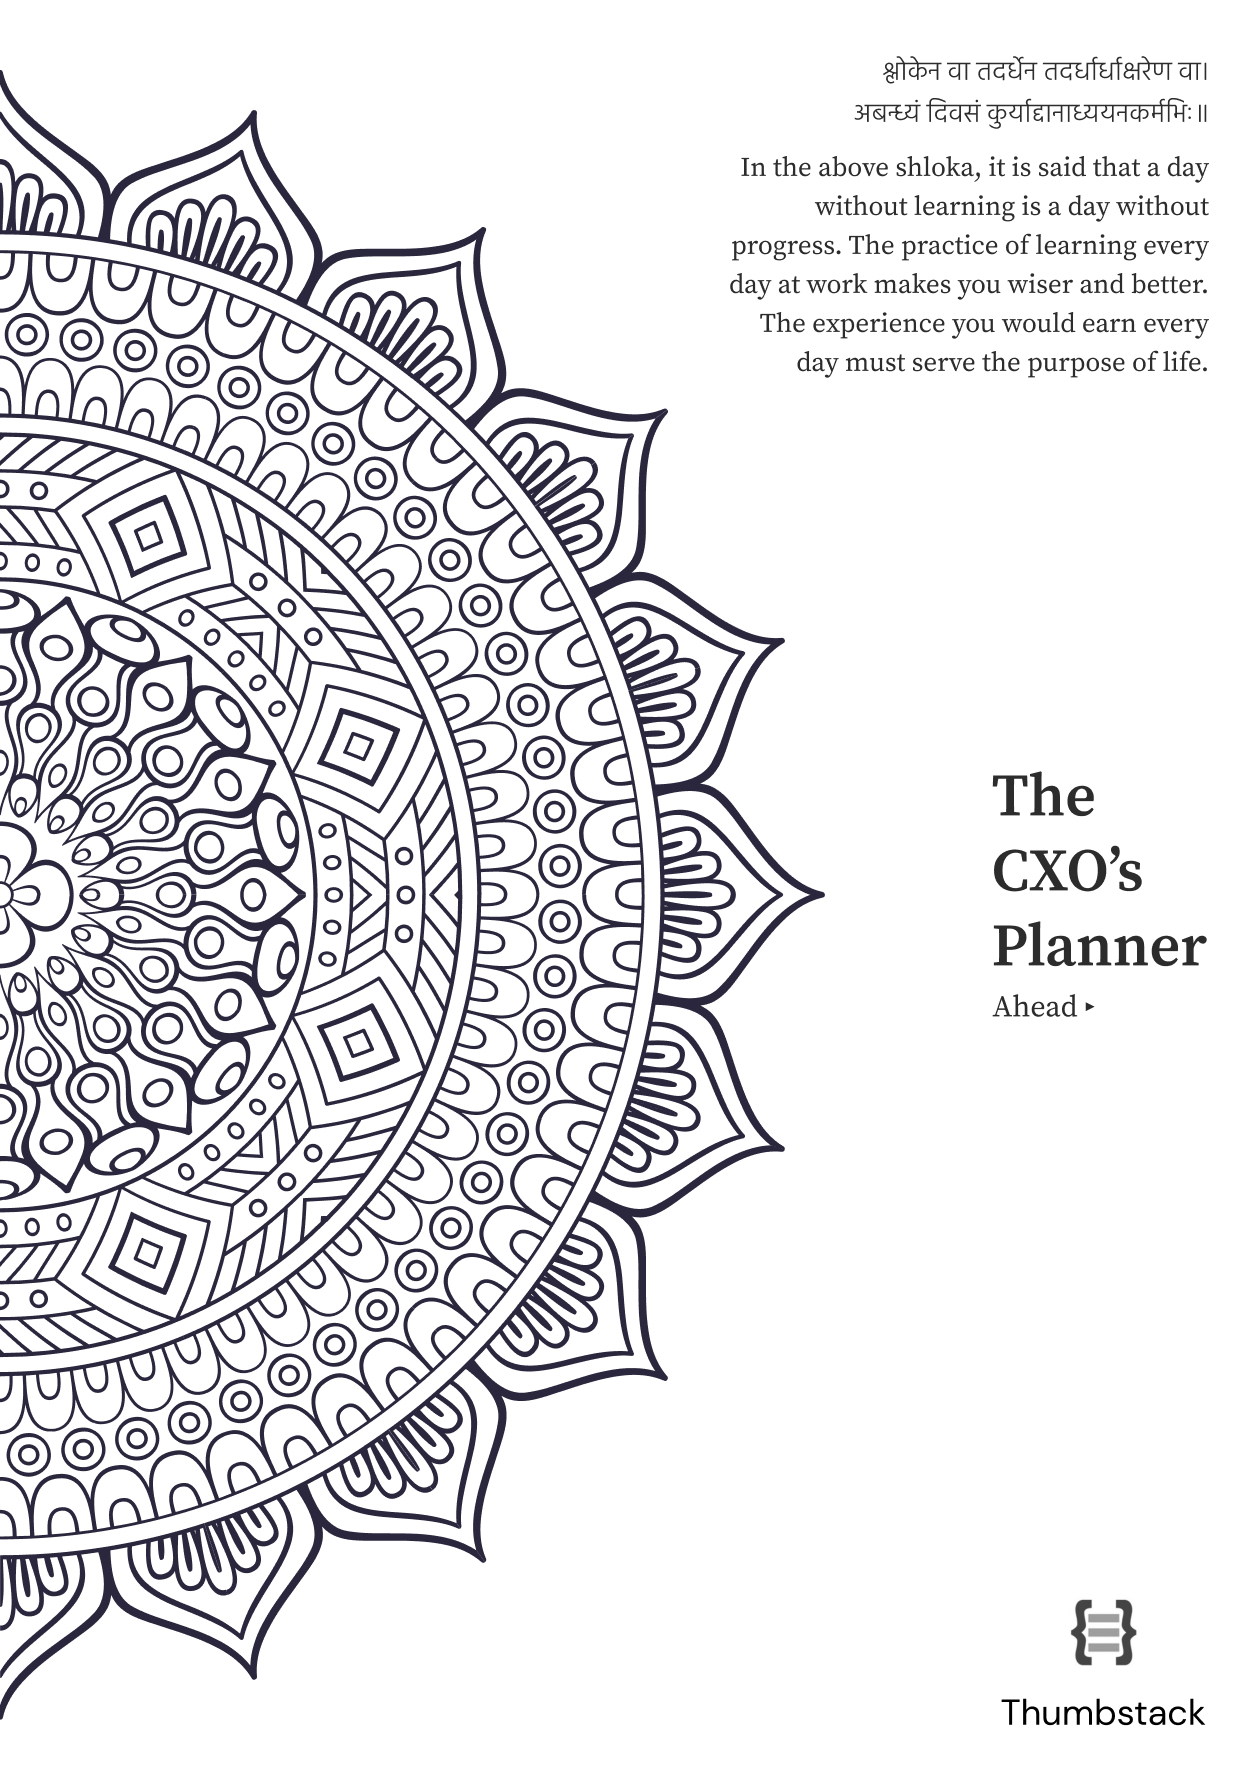 श्लोकेन वा तदर्धेन तदर्धार्धाक्षरेण वा।
अबन्ध्यं दिवसं कुर्याद्दानाध्ययनकर्मभिः॥
In the above shloka, it is said that a day
without learning is a day without
progress. The practice of learning every
day at work makes you wiser and better.
The experience you would earn every
day must serve the purpose of life.
The
CXO’s
Planner
Ahead ▸
Thumbstack